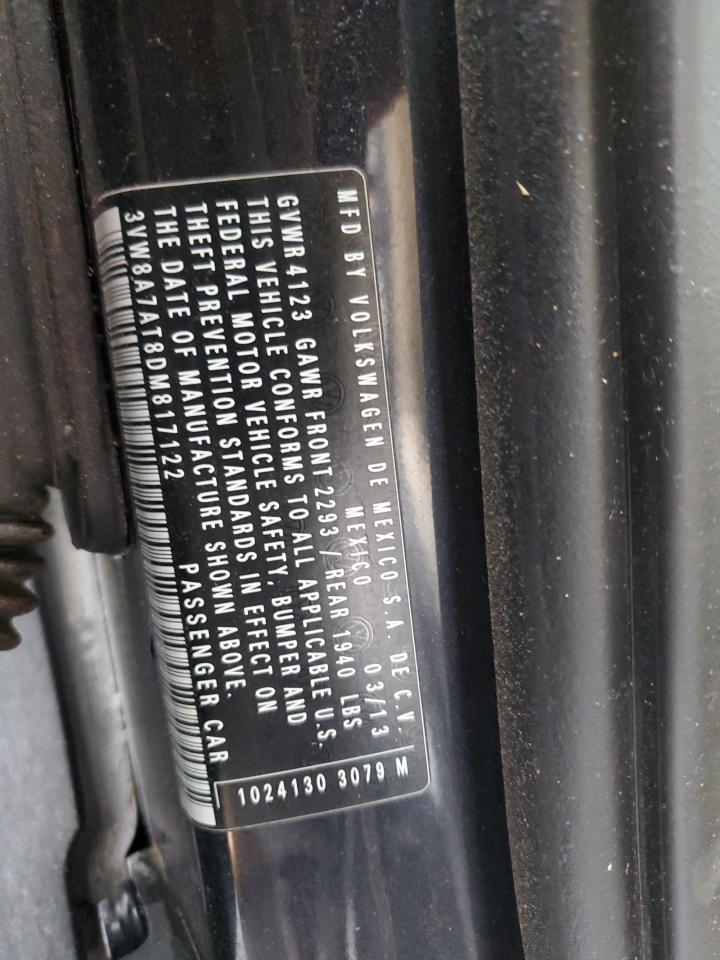 MFD BY VOLKSWAGEN DE MEXICO S.A. DE C.V.
MEXICO 03/13
GVWR 4123 GAWR FRONT 2293 / REAR 1940 LBS
THIS VEHICLE CONFORMS TO ALL APPLICABLE U.S.
FEDERAL MOTOR VEHICLE SAFETY, BUMPER AND
THEFT PREVENTION STANDARDS IN EFFECT ON
THE DATE OF MANUFACTURE SHOWN ABOVE.
3VW8A7AT8DM817122 PASSENGER CAR
1024130 3079 M